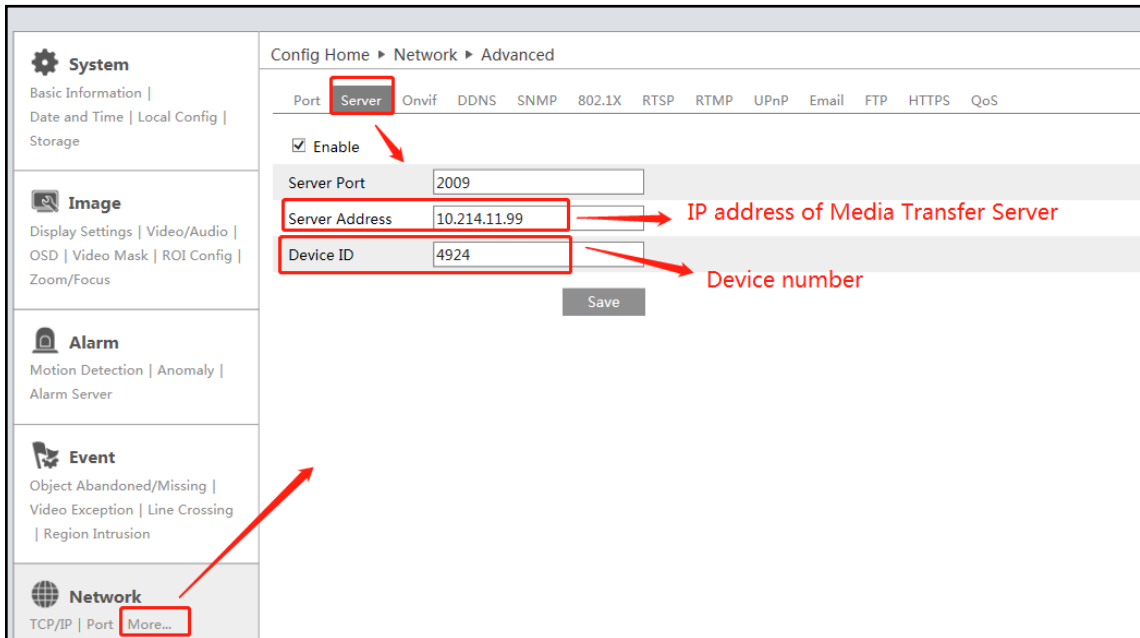 System
Basic Information |
Date and Time | Local Config |
Storage
Image
Display Settings | Video/Audio |
OSD | Video Mask | ROI Config |
Zoom/Focus
Alarm
Motion Detection | Anomaly |
Alarm Server
Event
Object Abandoned/Missing |
Video Exception | Line Crossing
| Region Intrusion
Network
TCP/IP | Port | More...
Config Home ▸ Network ▸ Advanced
Port Server Onvif DDNS SNMP 802.1X RTSP RTMP UPnP Email FTP HTTPS QoS
Enable
Server Port 2009
Server Address 10.214.11.99 IP address of Media Transfer Server
Device ID 4924
Device number
Save